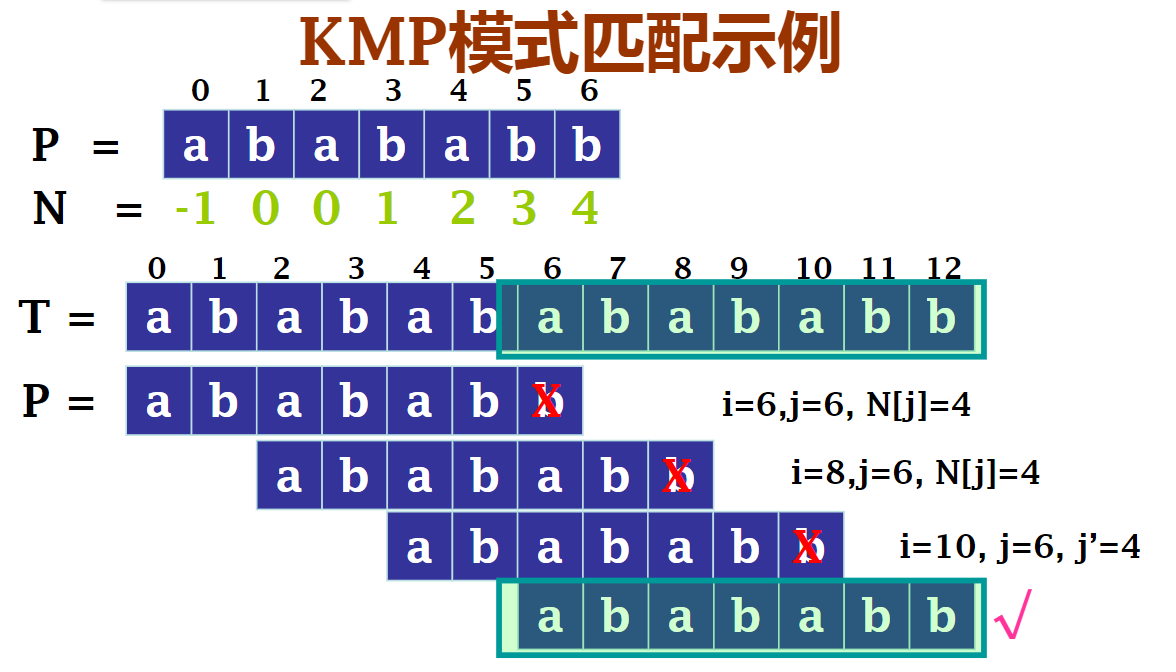 KMP模式匹配示例
0 1 2 3 4 5 6
P = a b a b a b b
N = -1 0 0 1 2 3 4
0 1 2 3 4 5 6 7 8 9 10 11 12
T = a b a b a b a b a b a b b
P = a b a b a b b X i=6,j=6, N[j]=4
a b a b a b b X i=8,j=6, N[j]=4
a b a b a b b X i=10, j=6, j’=4
a b a b a b b √